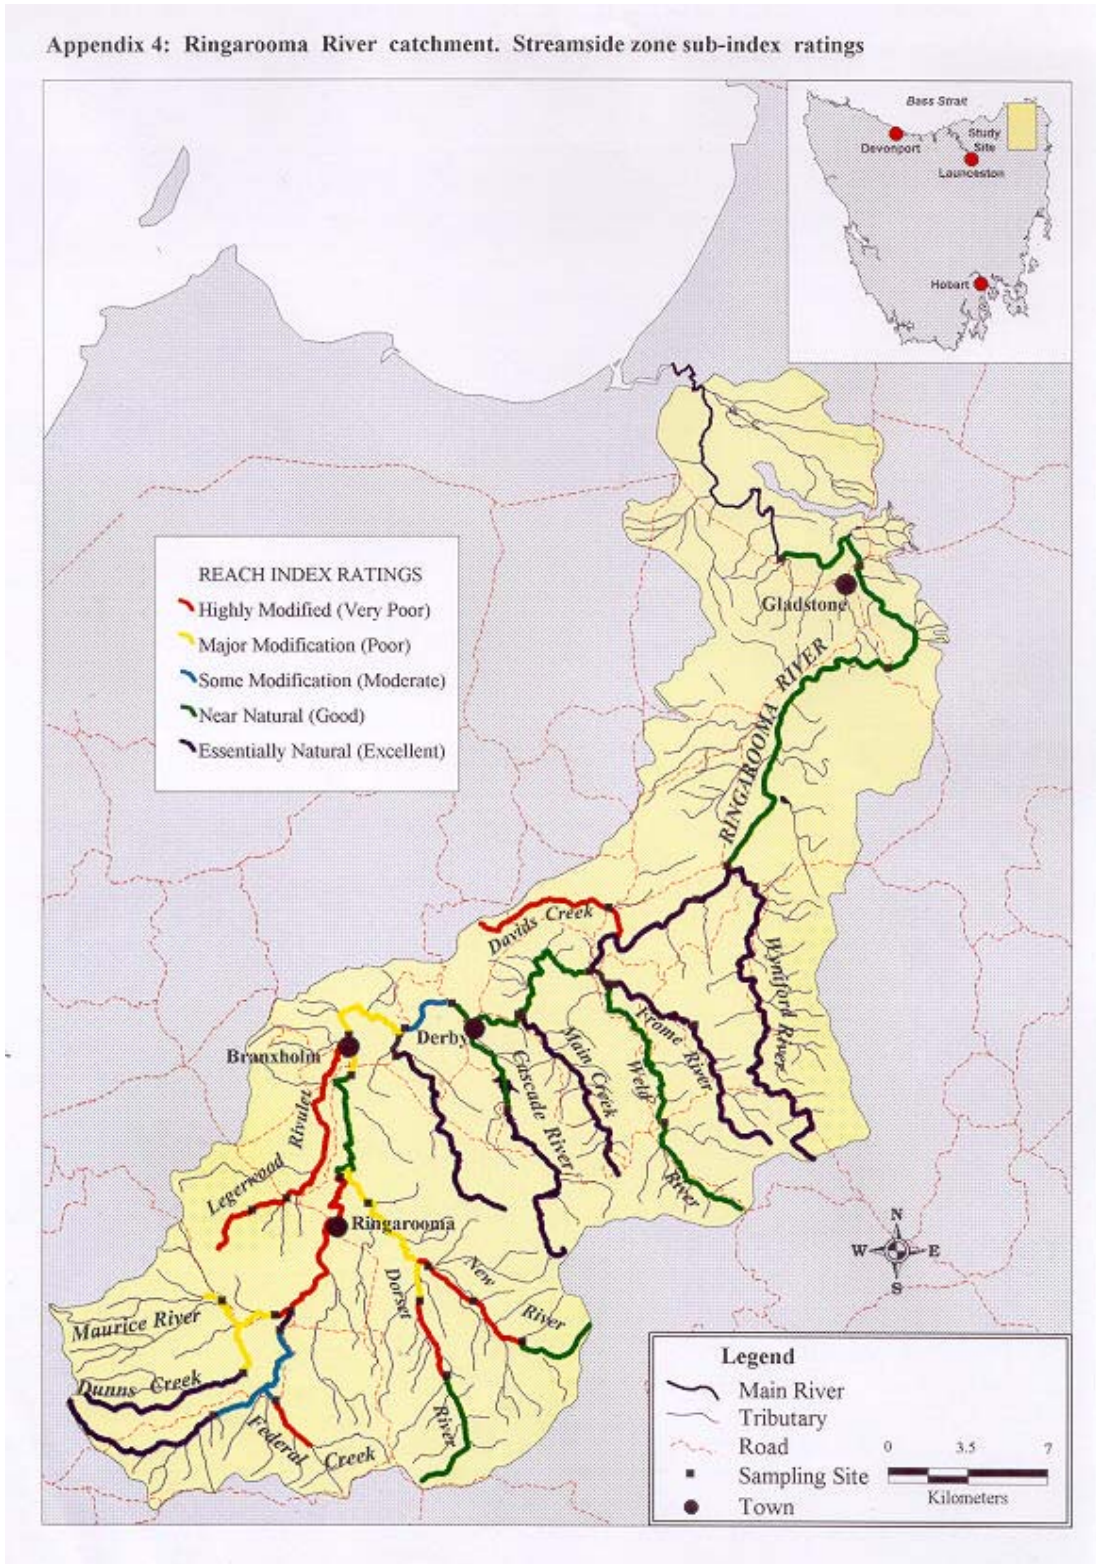 Appendix 4: Ringarooma River catchment. Streamside zone sub-index ratings
Bass Strait
Devonport
Study
Site
Launceston
Hobart
REACH INDEX RATINGS
Highly Modified (Very Poor)
Major Modification (Poor)
Some Modification (Moderate)
Near Natural (Good)
Essentially Natural (Excellent)
Gladstone
RINGAROOMA RIVER
Davids Creek
Wyniford River
Frome River
Weld River
Main Creek
Cascade River
Derby
Branxholm
Legerwood Rivulet
Ringarooma
New River
Dorset River
Maurice River
Dunns Creek
Federal Creek
N
W E
S
Legend
Main River
Tributary
Road
Sampling Site
Town
0 3.5 7
Kilometers